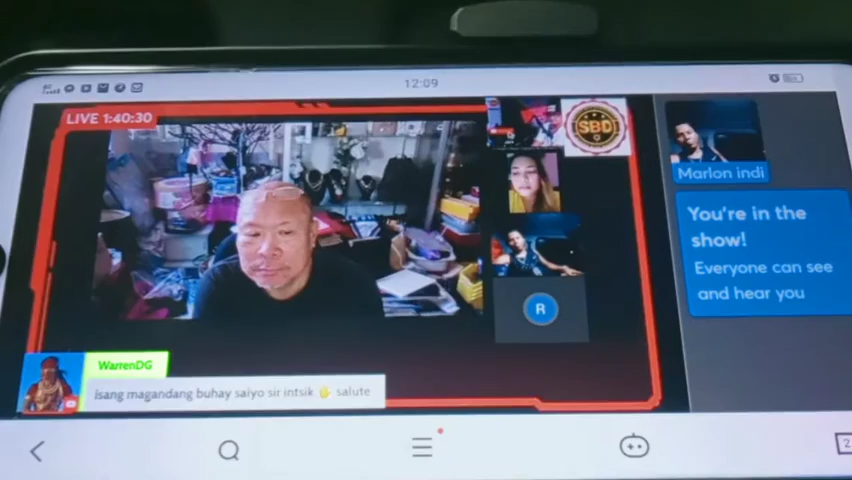 12:09
LIVE 1:40:30
SBD
Marlon indi
You're in the
show!
Everyone can see
and hear you
R
WarrenDG
isang magandang buhay saiyo sir intsik ✋ salute
2